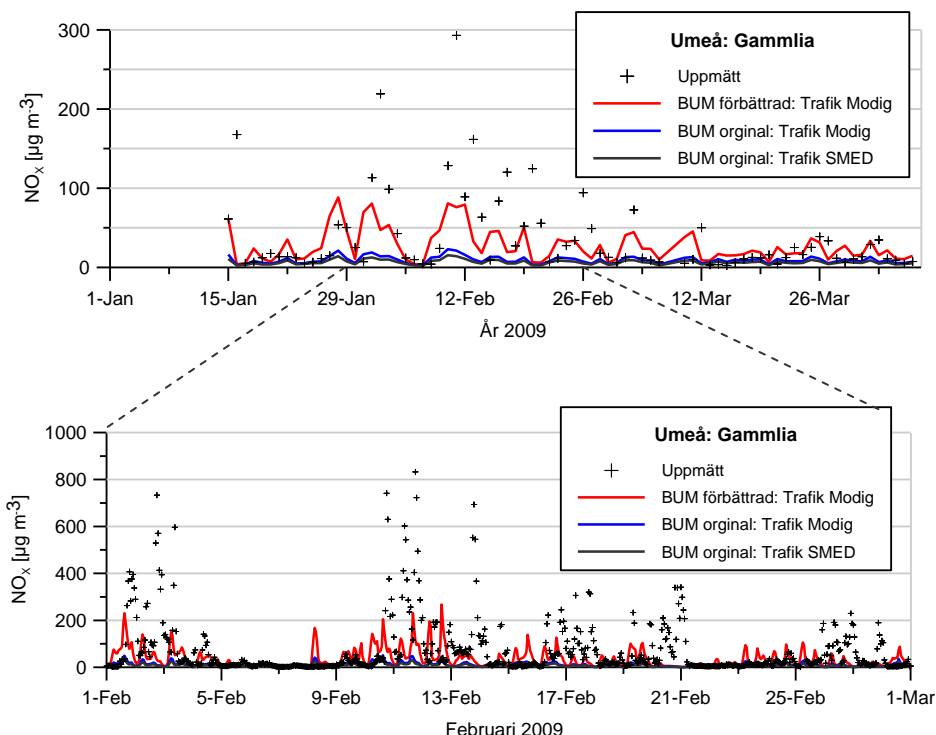 Umeå: Gammlia
Uppmätt
BUM förbättrad: Trafik Modig
BUM orginal: Trafik Modig
BUM orginal: Trafik SMED
300
200
100
0
NOX [µg m-3]
1-Jan 15-Jan 29-Jan 12-Feb 26-Feb 12-Mar 26-Mar
År 2009
Umeå: Gammlia
Uppmätt
BUM förbättrad: Trafik Modig
BUM orginal: Trafik Modig
BUM orginal: Trafik SMED
1000
800
600
400
200
0
NOX [µg m-3]
1-Feb 5-Feb 9-Feb 13-Feb 17-Feb 21-Feb 25-Feb 1-Mar
Februari 2009